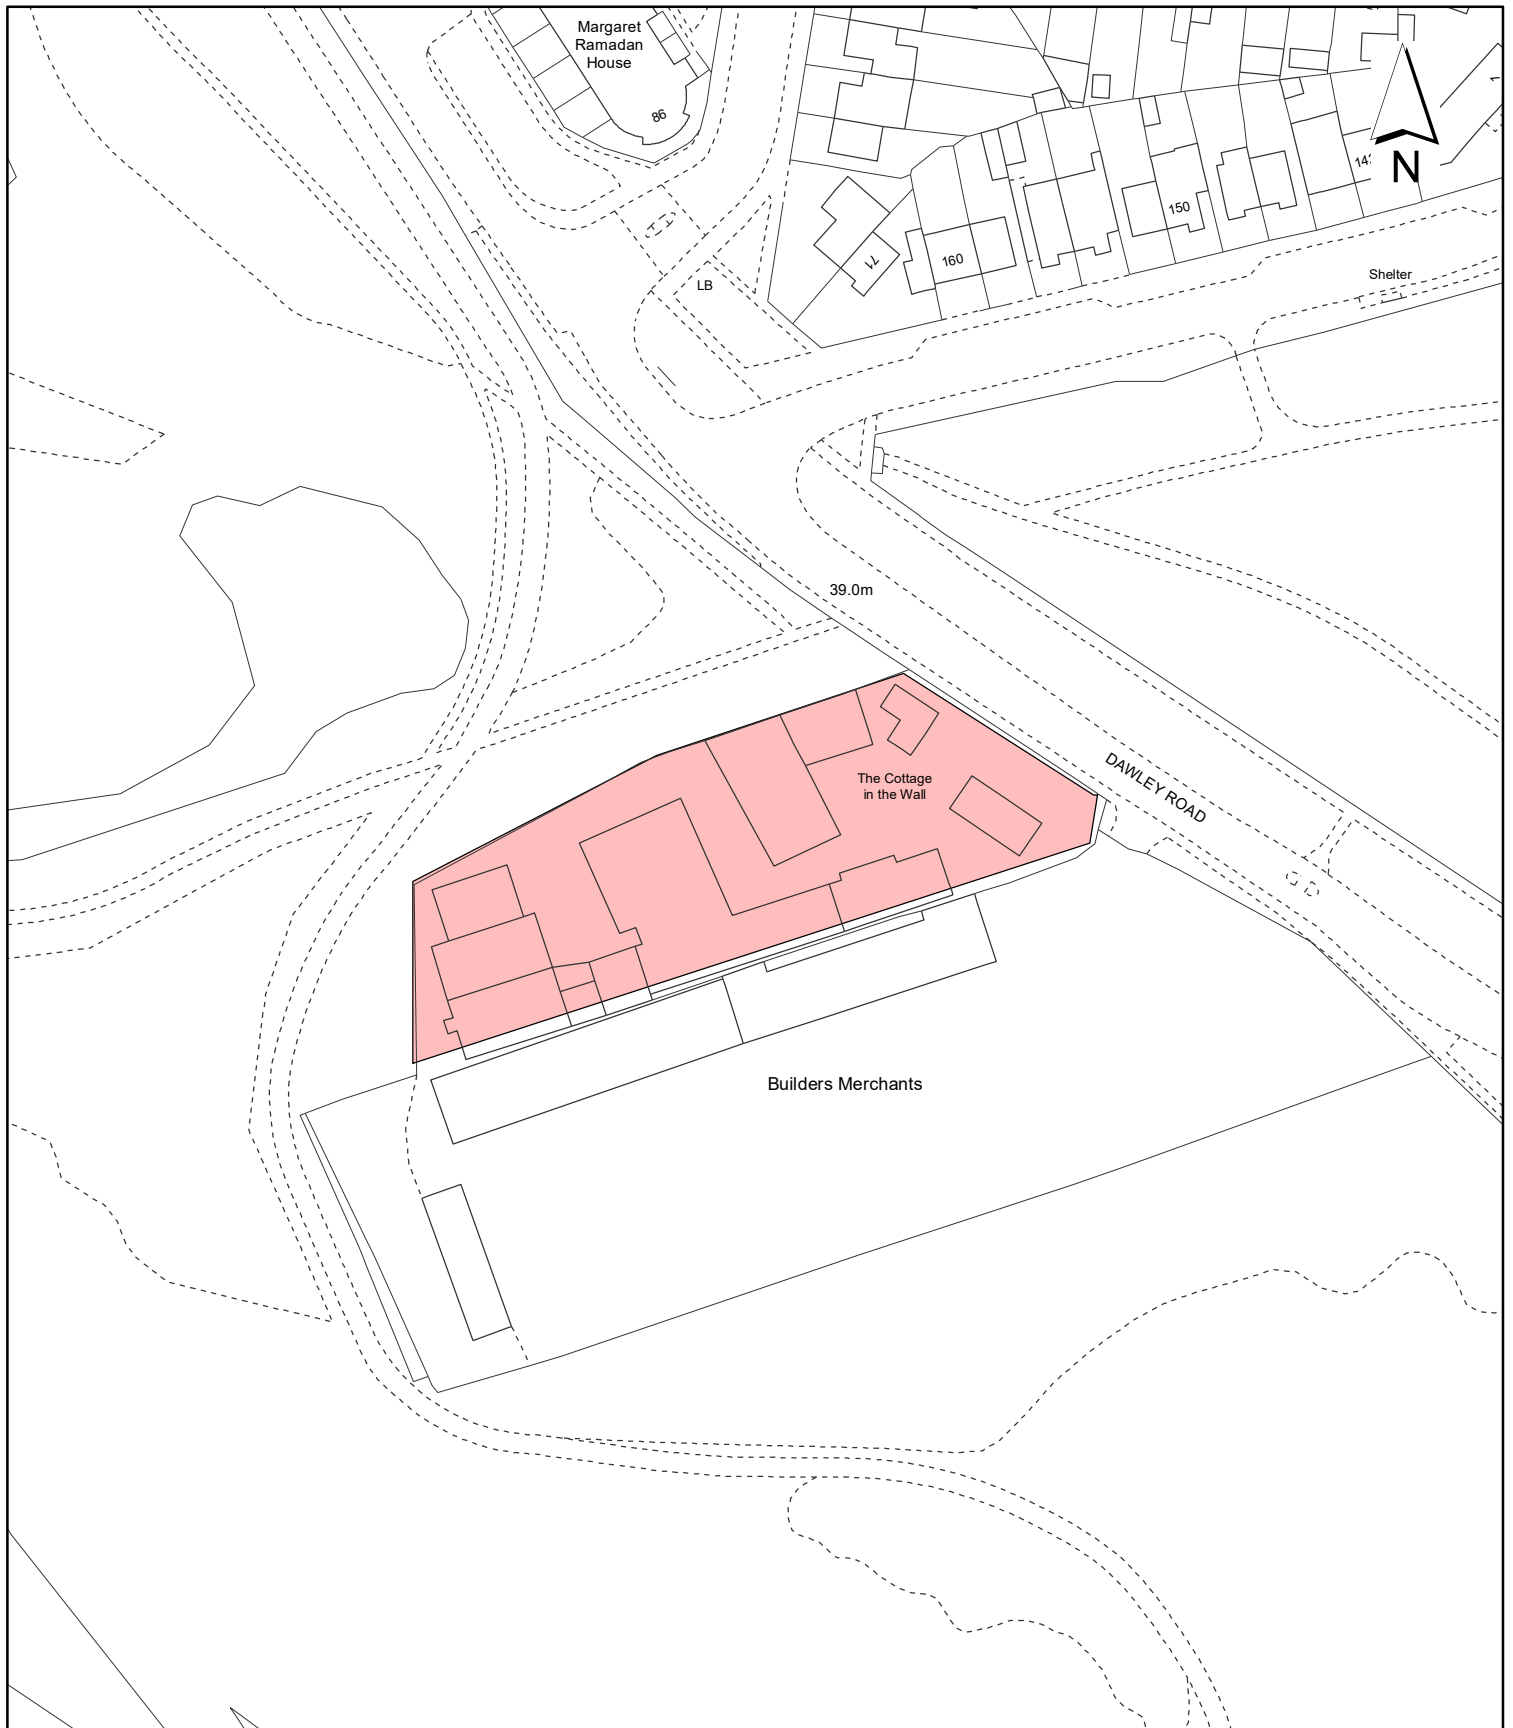 Margaret
Ramadan
House
86
1
N
150
71
160
LB
Shelter
39.0m
The Cottage
in the Wall
DAWLEY ROAD
Builders Merchants